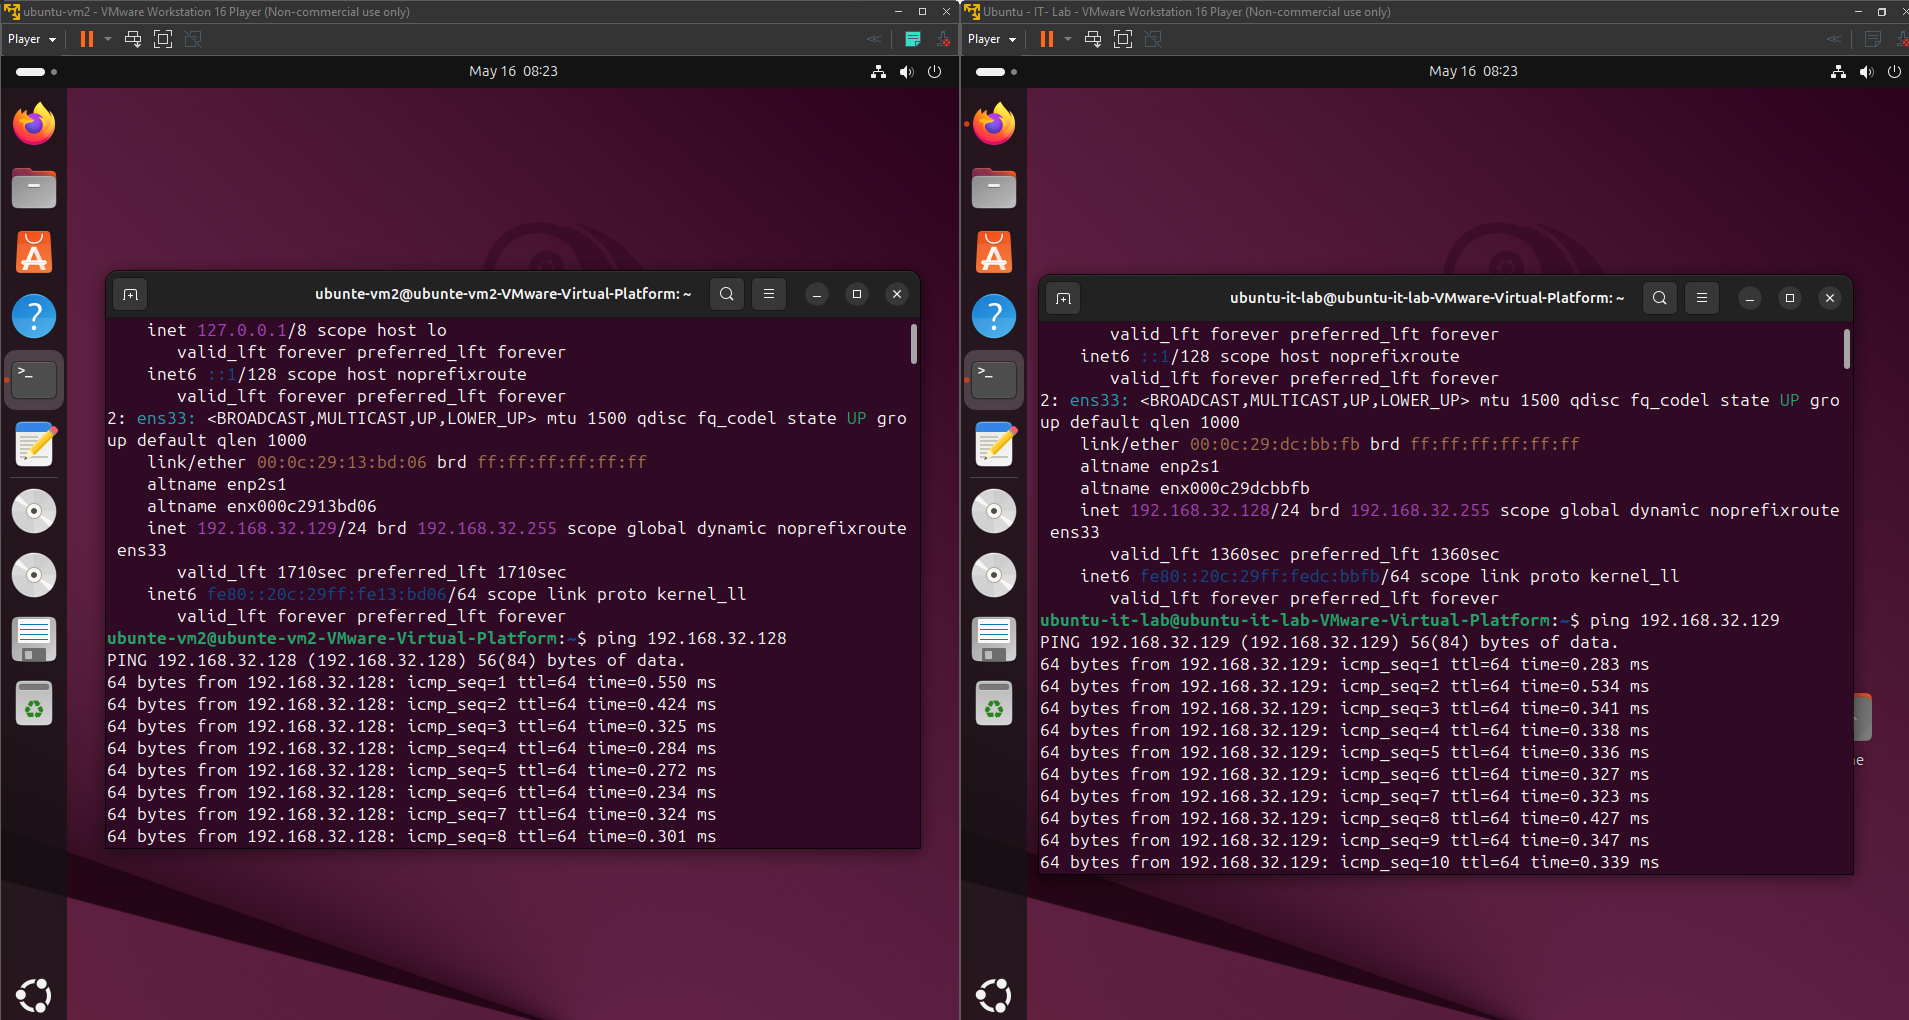 ubuntu-vm2 - VMware Workstation 16 Player (Non-commercial use only)
Player
May 16 08:23
ubunte-vm2@ubunte-vm2-VMware-Virtual-Platform: ~
inet 127.0.0.1/8 scope host lo
valid_lft forever preferred_lft forever
inet6 ::1/128 scope host noprefixroute
valid_lft forever preferred_lft forever
2: ens33: <BROADCAST,MULTICAST,UP,LOWER_UP> mtu 1500 qdisc fq_codel state UP gro
up default qlen 1000
link/ether 00:0c:29:13:bd:06 brd ff:ff:ff:ff:ff:ff
altname enp2s1
altname enx000c2913bd06
inet 192.168.32.129/24 brd 192.168.32.255 scope global dynamic noprefixroute
ens33
valid_lft 1710sec preferred_lft 1710sec
inet6 fe80::20c:29ff:fe13:bd06/64 scope link proto kernel_ll
valid_lft forever preferred_lft forever
ubunte-vm2@ubunte-vm2-VMware-Virtual-Platform:~$ ping 192.168.32.128
PING 192.168.32.128 (192.168.32.128) 56(84) bytes of data.
64 bytes from 192.168.32.128: icmp_seq=1 ttl=64 time=0.550 ms
64 bytes from 192.168.32.128: icmp_seq=2 ttl=64 time=0.424 ms
64 bytes from 192.168.32.128: icmp_seq=3 ttl=64 time=0.325 ms
64 bytes from 192.168.32.128: icmp_seq=4 ttl=64 time=0.284 ms
64 bytes from 192.168.32.128: icmp_seq=5 ttl=64 time=0.272 ms
64 bytes from 192.168.32.128: icmp_seq=6 ttl=64 time=0.234 ms
64 bytes from 192.168.32.128: icmp_seq=7 ttl=64 time=0.324 ms
64 bytes from 192.168.32.128: icmp_seq=8 ttl=64 time=0.301 ms
Ubuntu - IT- Lab - VMware Workstation 16 Player (Non-commercial use only)
Player
May 16 08:23
ubuntu-it-lab@ubuntu-it-lab-VMware-Virtual-Platform: ~
valid_lft forever preferred_lft forever
inet6 ::1/128 scope host noprefixroute
valid_lft forever preferred_lft forever
2: ens33: <BROADCAST,MULTICAST,UP,LOWER_UP> mtu 1500 qdisc fq_codel state UP gro
up default qlen 1000
link/ether 00:0c:29:dc:bb:fb brd ff:ff:ff:ff:ff:ff
altname enp2s1
altname enx000c29dcbbfb
inet 192.168.32.128/24 brd 192.168.32.255 scope global dynamic noprefixroute
ens33
valid_lft 1360sec preferred_lft 1360sec
inet6 fe80::20c:29ff:fedc:bbfb/64 scope link proto kernel_ll
valid_lft forever preferred_lft forever
ubuntu-it-lab@ubuntu-it-lab-VMware-Virtual-Platform:~$ ping 192.168.32.129
PING 192.168.32.129 (192.168.32.129) 56(84) bytes of data.
64 bytes from 192.168.32.129: icmp_seq=1 ttl=64 time=0.283 ms
64 bytes from 192.168.32.129: icmp_seq=2 ttl=64 time=0.534 ms
64 bytes from 192.168.32.129: icmp_seq=3 ttl=64 time=0.341 ms
64 bytes from 192.168.32.129: icmp_seq=4 ttl=64 time=0.338 ms
64 bytes from 192.168.32.129: icmp_seq=5 ttl=64 time=0.336 ms
64 bytes from 192.168.32.129: icmp_seq=6 ttl=64 time=0.327 ms
64 bytes from 192.168.32.129: icmp_seq=7 ttl=64 time=0.323 ms
64 bytes from 192.168.32.129: icmp_seq=8 ttl=64 time=0.427 ms
64 bytes from 192.168.32.129: icmp_seq=9 ttl=64 time=0.347 ms
64 bytes from 192.168.32.129: icmp_seq=10 ttl=64 time=0.339 ms